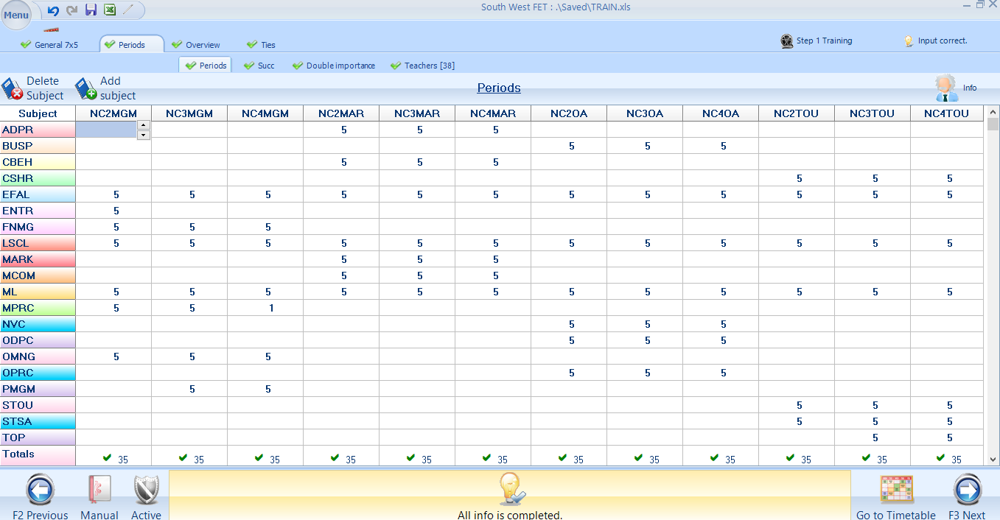 South West FET : .\Saved\TRAIN.xls
Menu
General 7x5 Periods Overview Ties Step 1 Training Input correct.
Periods Succ Double importance Teachers [38]
Delete Subject Add subject Periods Info
Subject NC2MGM NC3MGM NC4MGM NC2MAR NC3MAR NC4MAR NC2OA NC3OA NC4OA NC2TOU NC3TOU NC4TOU
ADPR 5 5 5
BUSP 5 5 5
CBEH 5 5 5
CSHR 5 5 5
EFAL 5 5 5 5 5 5 5 5 5 5 5 5
ENTR 5
FNMG 5 5 5
LSCL 5 5 5 5 5 5 5 5 5 5 5 5
MARK 5 5 5
MCOM 5 5 5
ML 5 5 5 5 5 5 5 5 5 5 5 5
MPRC 5 5 1
NVC 5 5 5
ODPC 5 5 5
OMNG 5 5 5
OPRC 5 5 5
PMGM 5 5
STOU 5 5 5
STSA 5 5 5
TOP 5 5
Totals 35 35 35 35 35 35 35 35 35 35 35 35
F2 Previous Manual Active All info is completed. Go to Timetable F3 Next